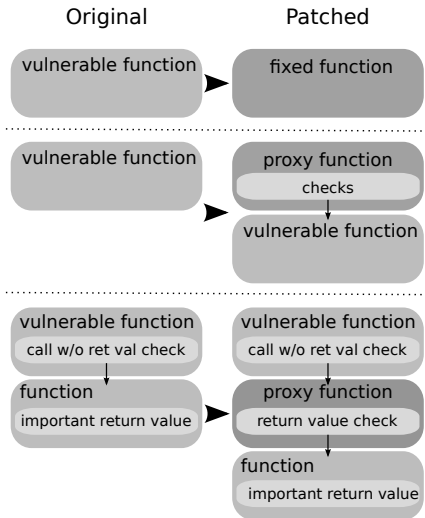 Original
Patched
vulnerable function
fixed function
vulnerable function
proxy function
checks
vulnerable function
vulnerable function
call w/o ret val check
function
important return value
vulnerable function
call w/o ret val check
proxy function
return value check
function
important return value